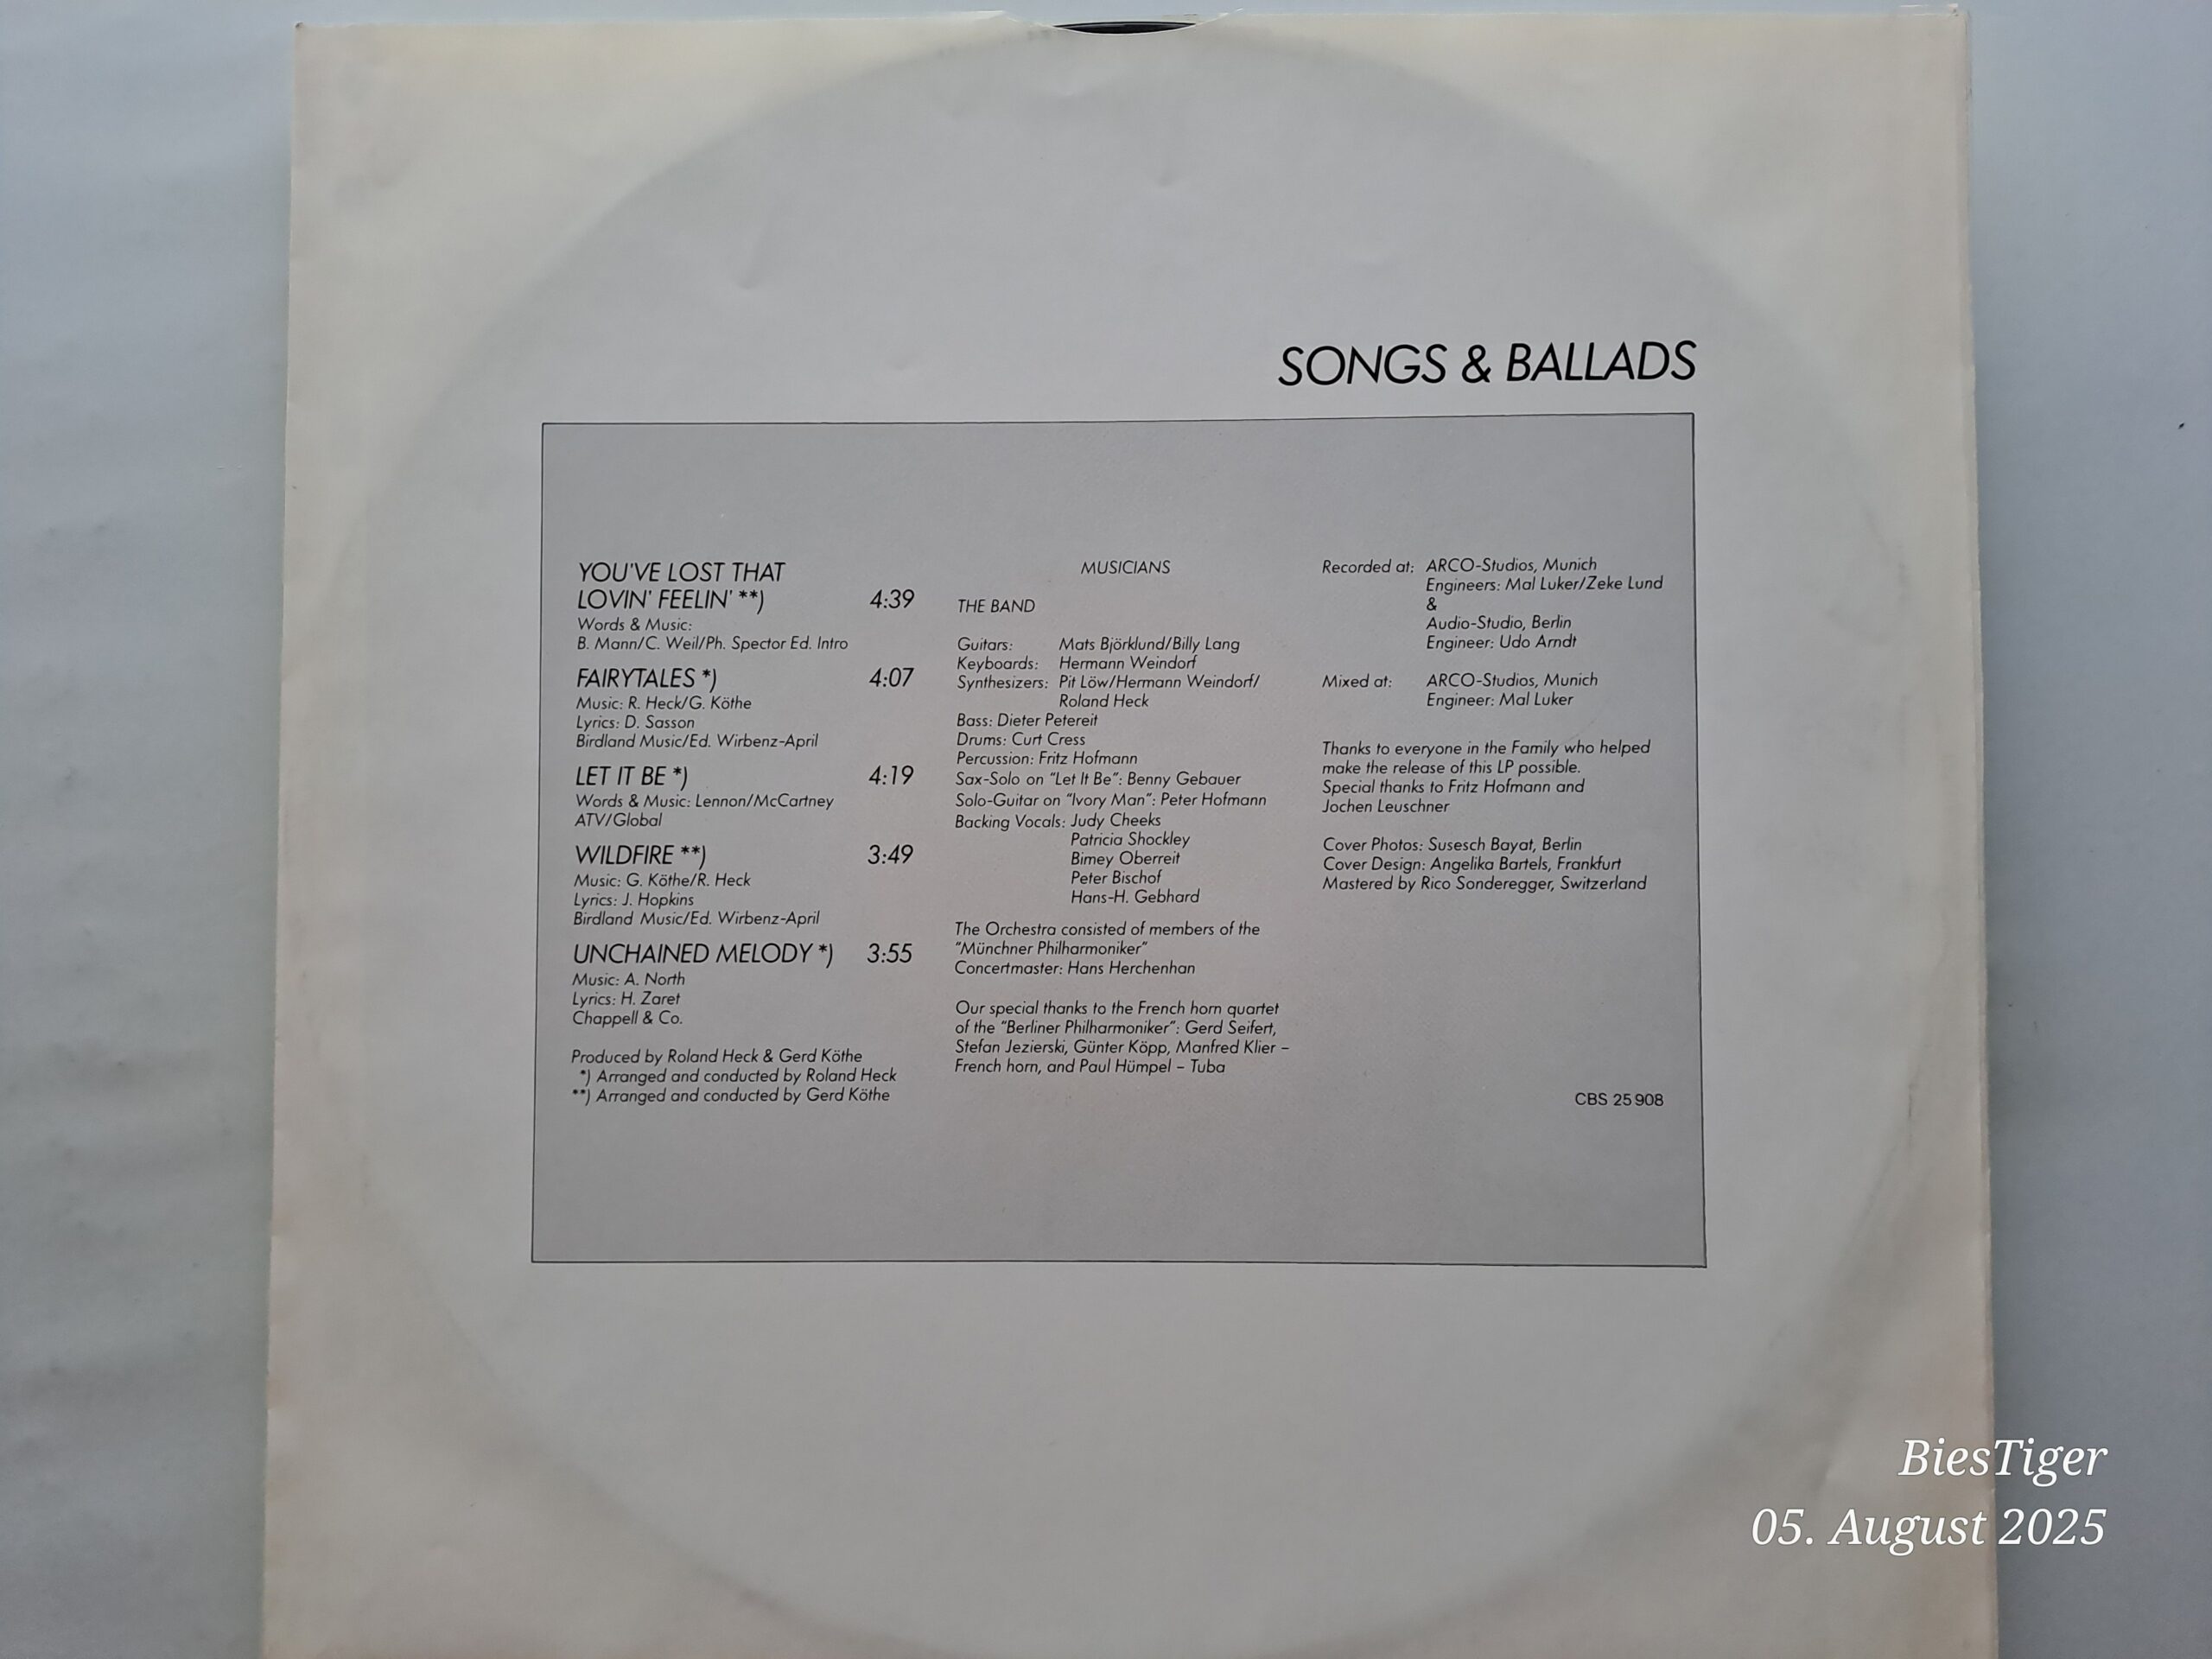 SONGS & BALLADS
YOU'VE LOST THAT
LOVIN' FEELIN' **) 4:39
Words & Music:
B. Mann/C. Weil/Ph. Spector Ed. Intro
FAIRYTALES *) 4:07
Music: R. Heck/G. Köthe
Lyrics: D. Sasson
Birdland Music/Ed. Wirbenz-April
LET IT BE *) 4:19
Words & Music: Lennon/McCartney
ATV/Global
WILDFIRE **) 3:49
Music: G. Köthe/R. Heck
Lyrics: J. Hopkins
Birdland Music/Ed. Wirbenz-April
UNCHAINED MELODY *) 3:55
Music: A. North
Lyrics: H. Zaret
Chappell & Co.
Produced by Roland Heck & Gerd Köthe
*) Arranged and conducted by Roland Heck
**) Arranged and conducted by Gerd Köthe
MUSICIANS
THE BAND
Guitars: Mats Björklund/Billy Lang
Keyboards: Hermann Weindorf
Synthesizers: Pit Löw/Hermann Weindorf/
Roland Heck
Bass: Dieter Petereit
Drums: Curt Cress
Percussion: Fritz Hofmann
Sax-Solo on "Let It Be": Benny Gebauer
Solo-Guitar on "Ivory Man": Peter Hofmann
Backing Vocals: Judy Cheeks
Patricia Shockley
Bimey Oberreit
Peter Bischof
Hans-H. Gebhard
The Orchestra consisted of members of the
"Münchner Philharmoniker"
Concertmaster: Hans Herchenhan
Our special thanks to the French horn quartet
of the "Berliner Philharmoniker": Gerd Seifert,
Stefan Jezierski, Günter Köpp, Manfred Klier –
French horn, and Paul Hümpel – Tuba
Recorded at: ARCO-Studios, Munich
Engineers: Mal Luker/Zeke Lund
&
Audio-Studio, Berlin
Engineer: Udo Arndt
Mixed at: ARCO-Studios, Munich
Engineer: Mal Luker
Thanks to everyone in the Family who helped
make the release of this LP possible.
Special thanks to Fritz Hofmann and
Jochen Leuschner
Cover Photos: Susesch Bayat, Berlin
Cover Design: Angelika Bartels, Frankfurt
Mastered by Rico Sonderegger, Switzerland
CBS 25908
BiesTiger
05. August 2025